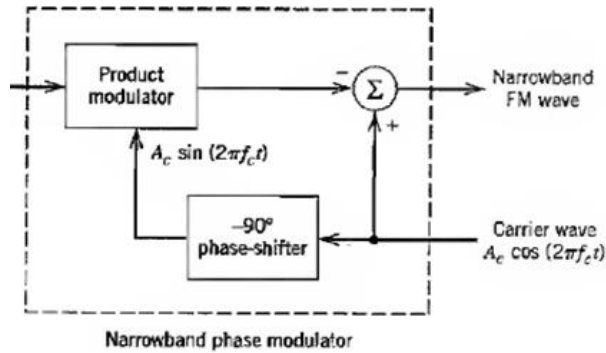 Product
modulator
−
Σ
+
Narrowband
FM wave
A_c sin (2πf_ct)
−90°
phase-shifter
Carrier wave
A_c cos (2πf_ct)
Narrowband phase modulator